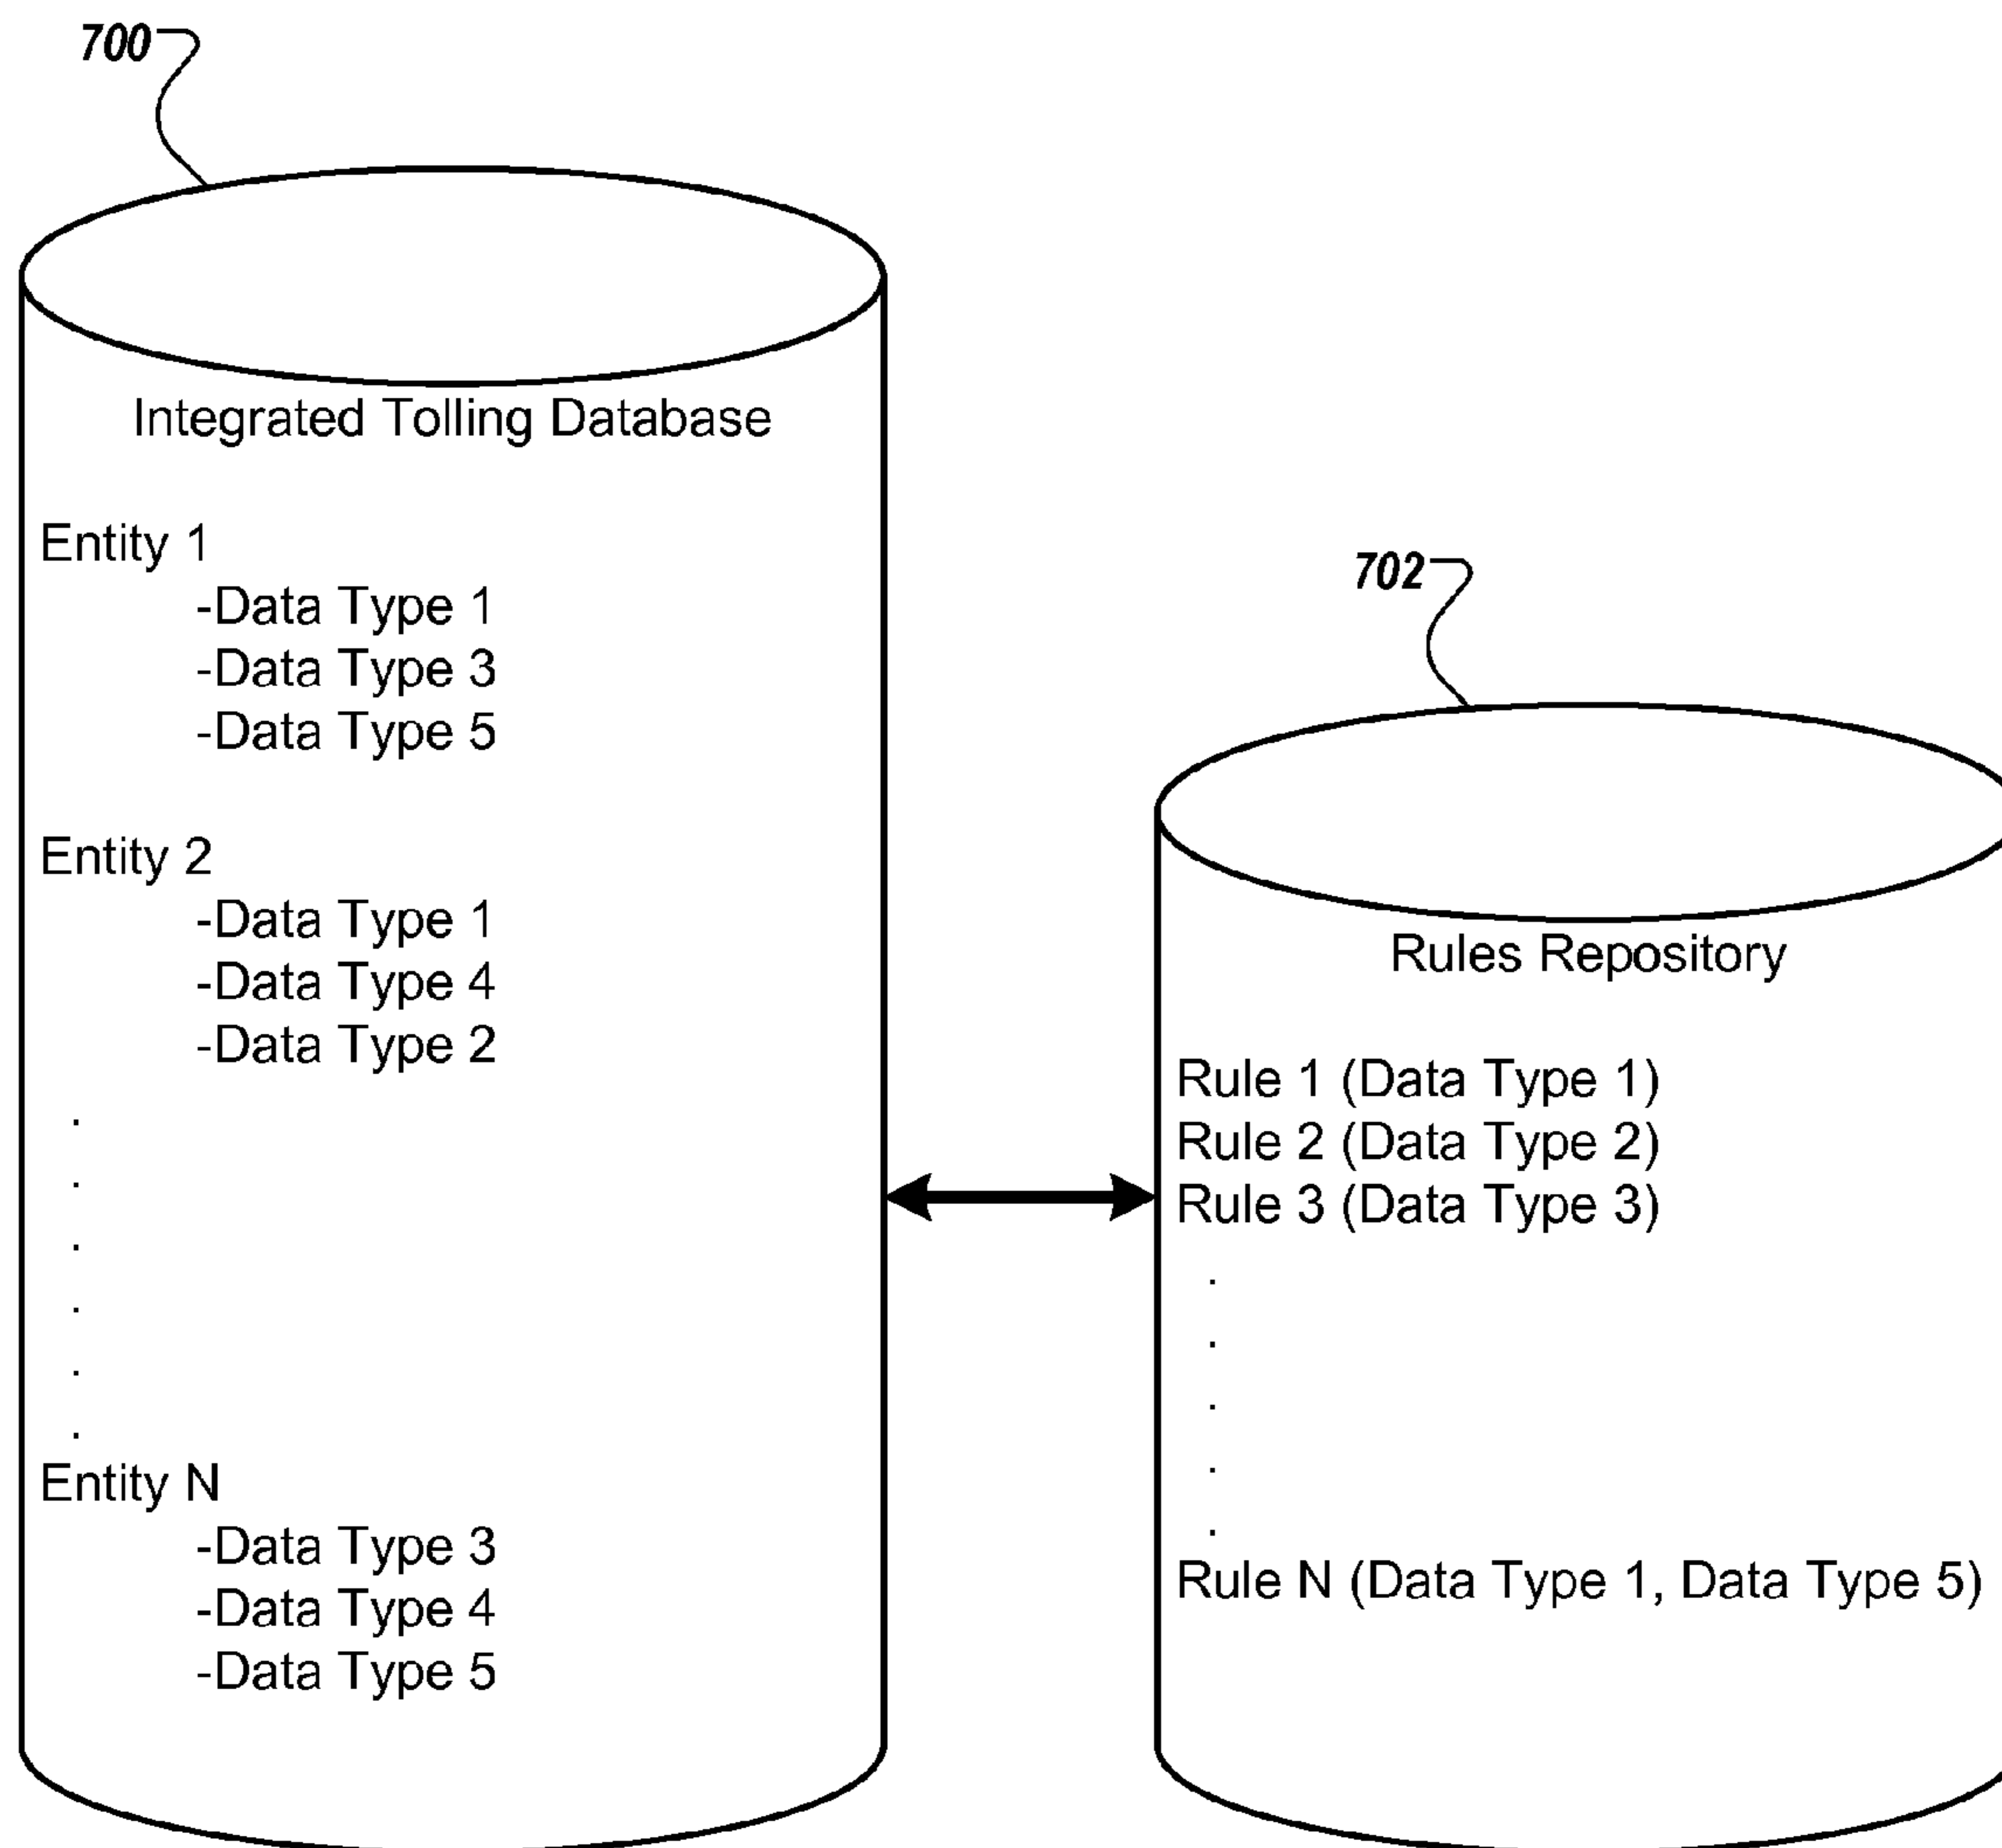 700
Integrated Tolling Database
Entity 1
-Data Type 1
-Data Type 3
-Data Type 5
Entity 2
-Data Type 1
-Data Type 4
-Data Type 2
.
.
.
.
.
.
Entity N
-Data Type 3
-Data Type 4
-Data Type 5
702
Rules Repository
Rule 1 (Data Type 1)
Rule 2 (Data Type 2)
Rule 3 (Data Type 3)
.
.
.
.
.
Rule N (Data Type 1, Data Type 5)